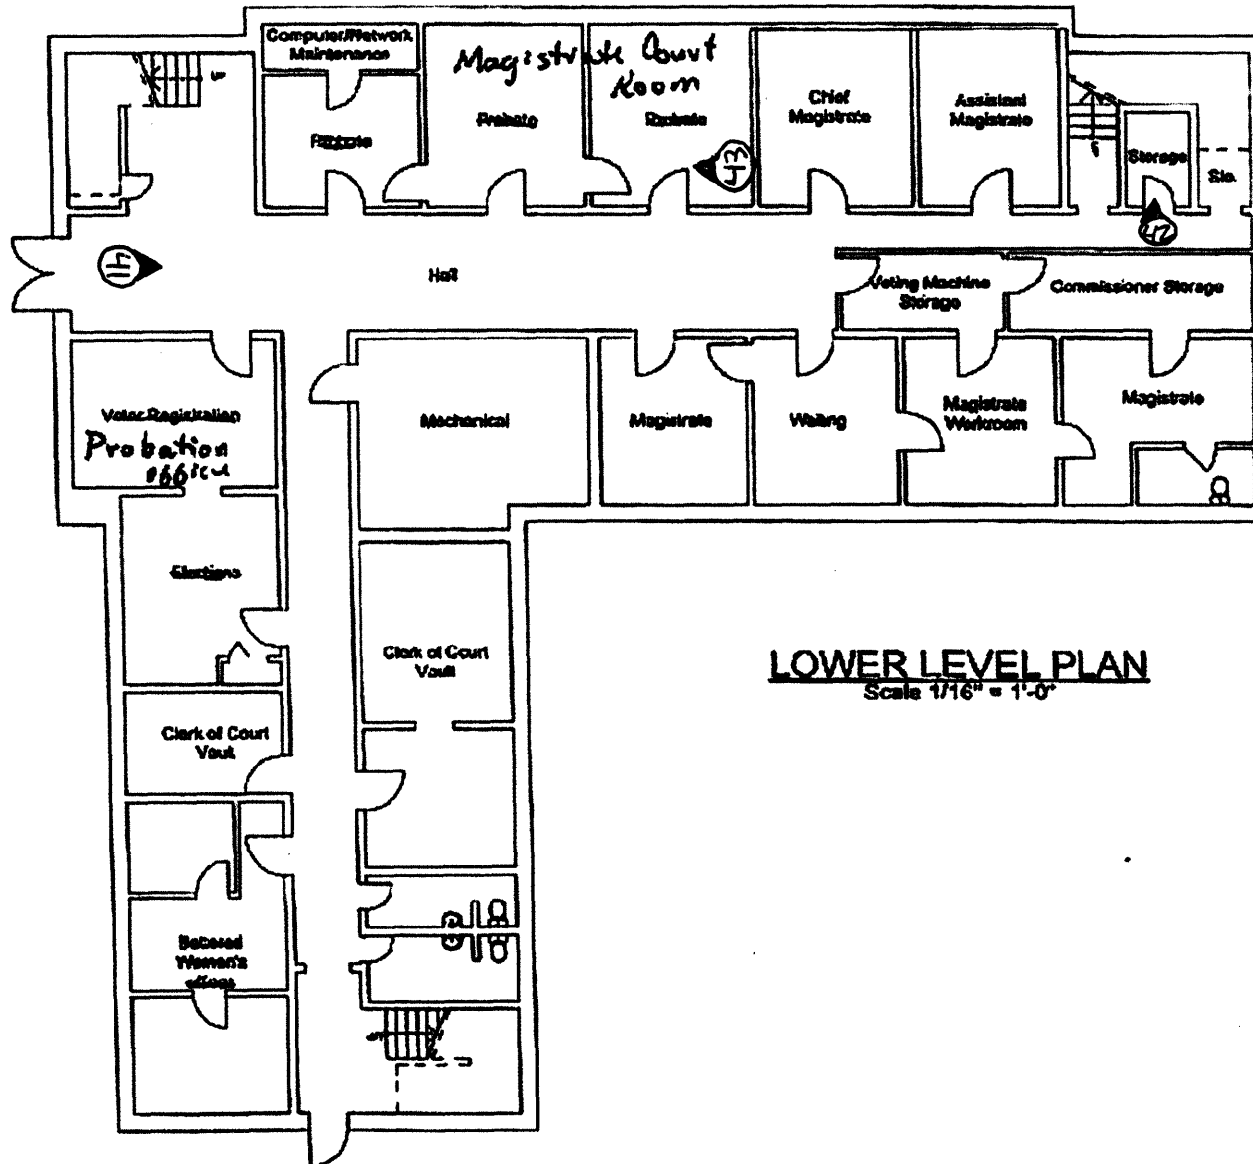 Computer/Network
Maintenance
Magistrate Court
Room
Probate
Probate
Probate
Chief
Magistrate
Assistant
Magistrate
Storage
Sto.
43
42
41
Hall
Voting Machine
Storage
Commissioner Storage
Voter Registration
Probation
office
Mechanical
Magistrate
Waiting
Magistrate
Workroom
Magistrate
Elections
Clerk of Court
Vault
Clerk of Court
Vault
LOWER LEVEL PLAN
Scale 1/16" = 1'-0"
Battered
Women's
offices